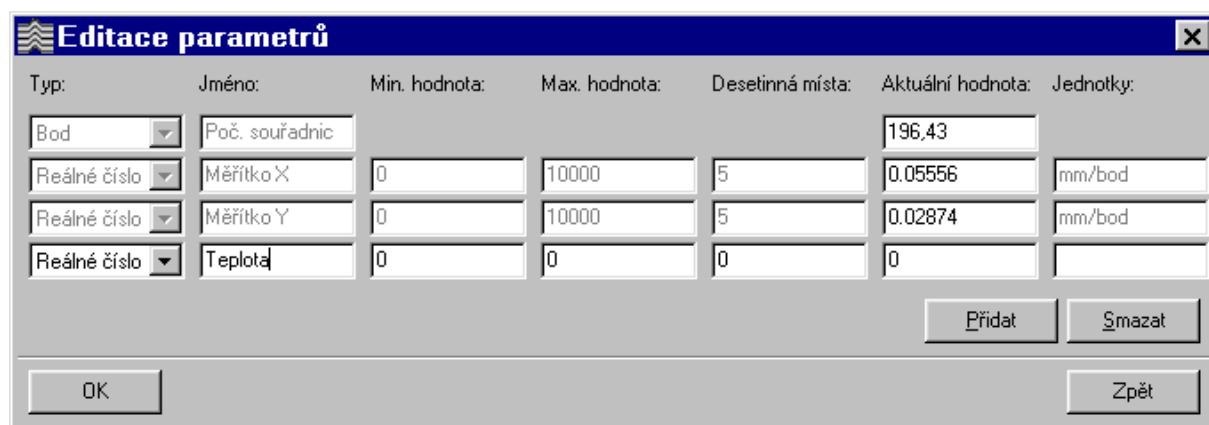 Editace parametrů
Typ: Jméno: Min. hodnota: Max. hodnota: Desetinná místa: Aktuální hodnota: Jednotky:
Bod Poč. souřadnic 196,43
Reálné číslo Měřítko X 0 10000 5 0.05556 mm/bod
Reálné číslo Měřítko Y 0 10000 5 0.02874 mm/bod
Reálné číslo Teplota 0 0 0 0
Přidat Smazat
OK Zpět